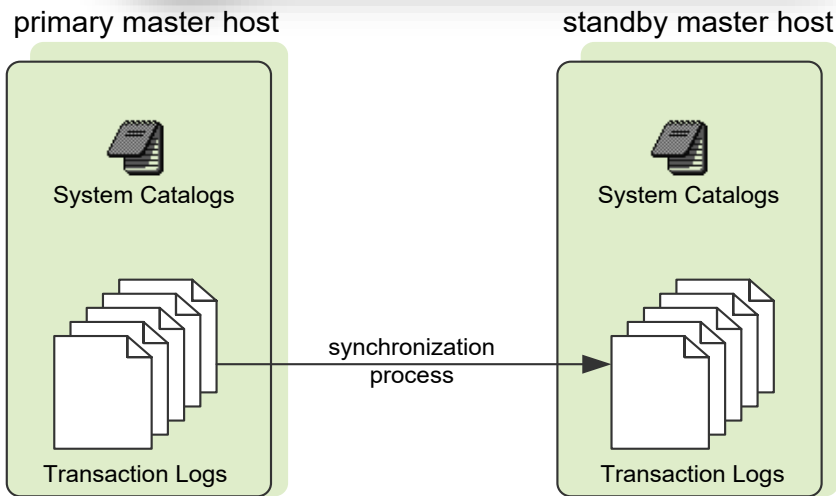 primary master host
standby master host
System Catalogs
System Catalogs
synchronization
process
Transaction Logs
Transaction Logs